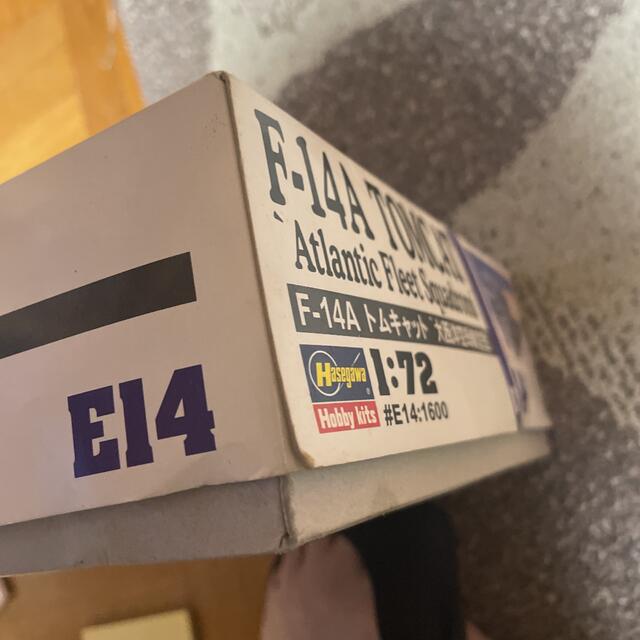 F-14A TOMCAT
Atlantic Fleet Squadrons
F-14A トムキャット
Hasegawa
Hobby kits
1:72
#E14:1600
E14